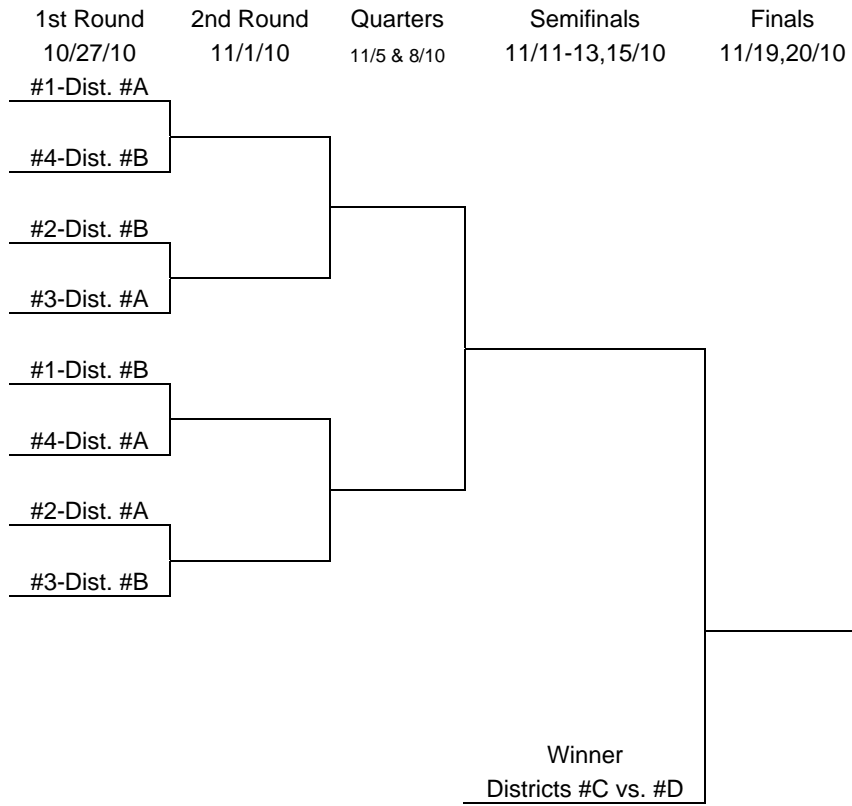 1st Round 2nd Round Quarters Semifinals Finals
10/27/10 11/1/10 11/5 & 8/10 11/11-13,15/10 11/19,20/10
#1-Dist. #A
#4-Dist. #B
#2-Dist. #B
#3-Dist. #A
#1-Dist. #B
#4-Dist. #A
#2-Dist. #A
#3-Dist. #B
Winner
Districts #C vs. #D